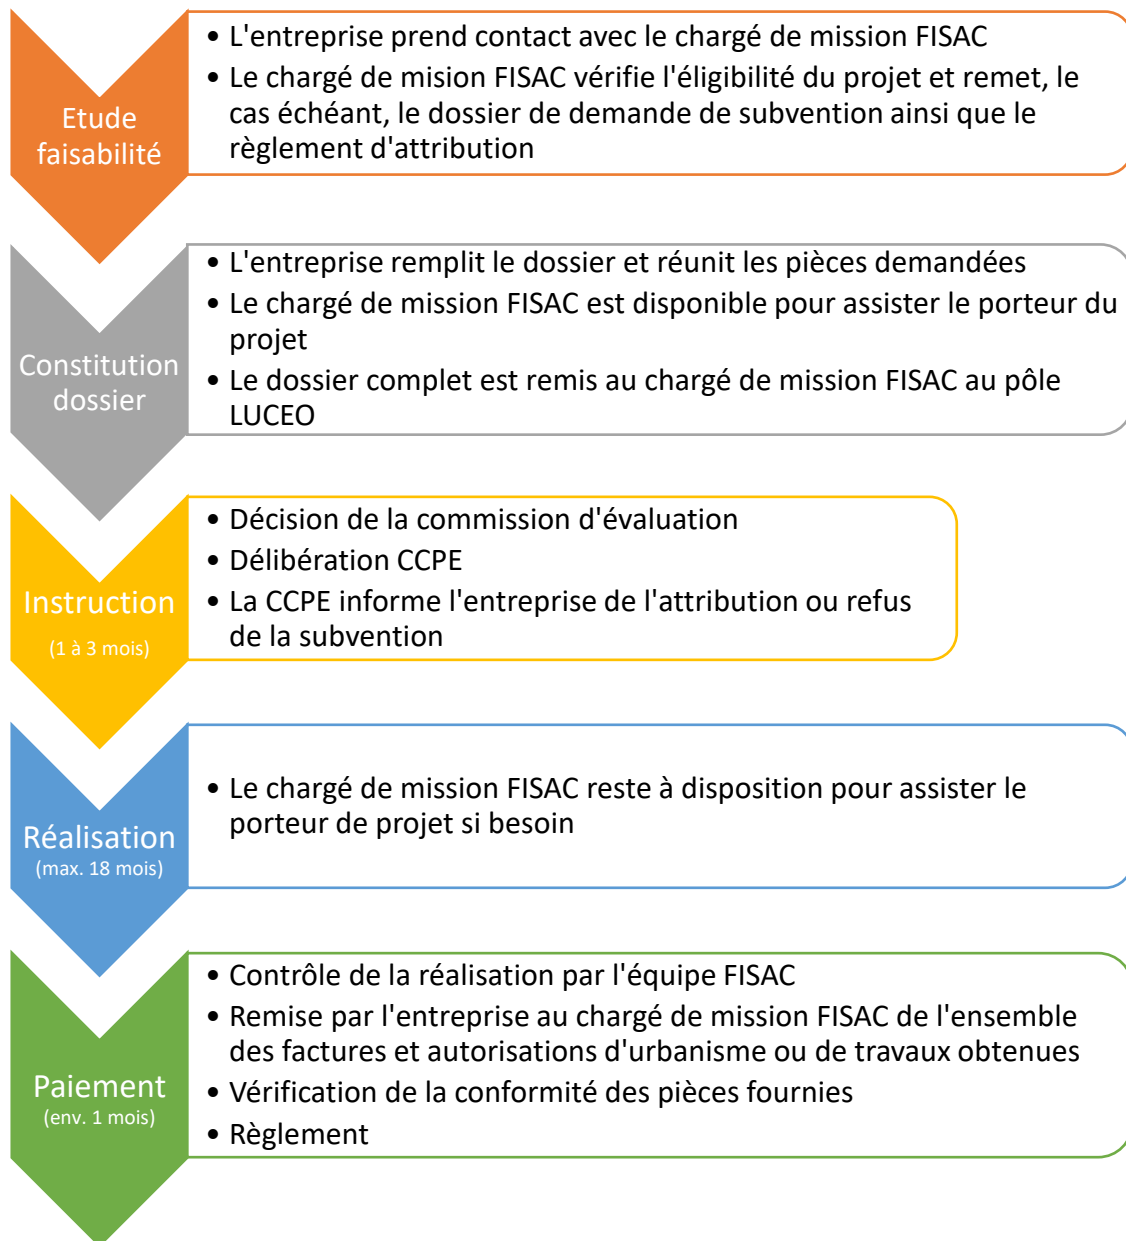 Etude
faisabilité
• L'entreprise prend contact avec le chargé de mission FISAC
• Le chargé de mision FISAC vérifie l'éligibilité du projet et remet, le
cas échéant, le dossier de demande de subvention ainsi que le
règlement d'attribution
Constitution
dossier
• L'entreprise remplit le dossier et réunit les pièces demandées
• Le chargé de mission FISAC est disponible pour assister le porteur du
projet
• Le dossier complet est remis au chargé de mission FISAC au pôle
LUCEO
Instruction
(1 à 3 mois)
• Décision de la commission d'évaluation
• Délibération CCPE
• La CCPE informe l'entreprise de l'attribution ou refus
de la subvention
Réalisation
(max. 18 mois)
• Le chargé de mission FISAC reste à disposition pour assister le
porteur de projet si besoin
Paiement
(env. 1 mois)
• Contrôle de la réalisation par l'équipe FISAC
• Remise par l'entreprise au chargé de mission FISAC de l'ensemble
des factures et autorisations d'urbanisme ou de travaux obtenues
• Vérification de la conformité des pièces fournies
• Règlement